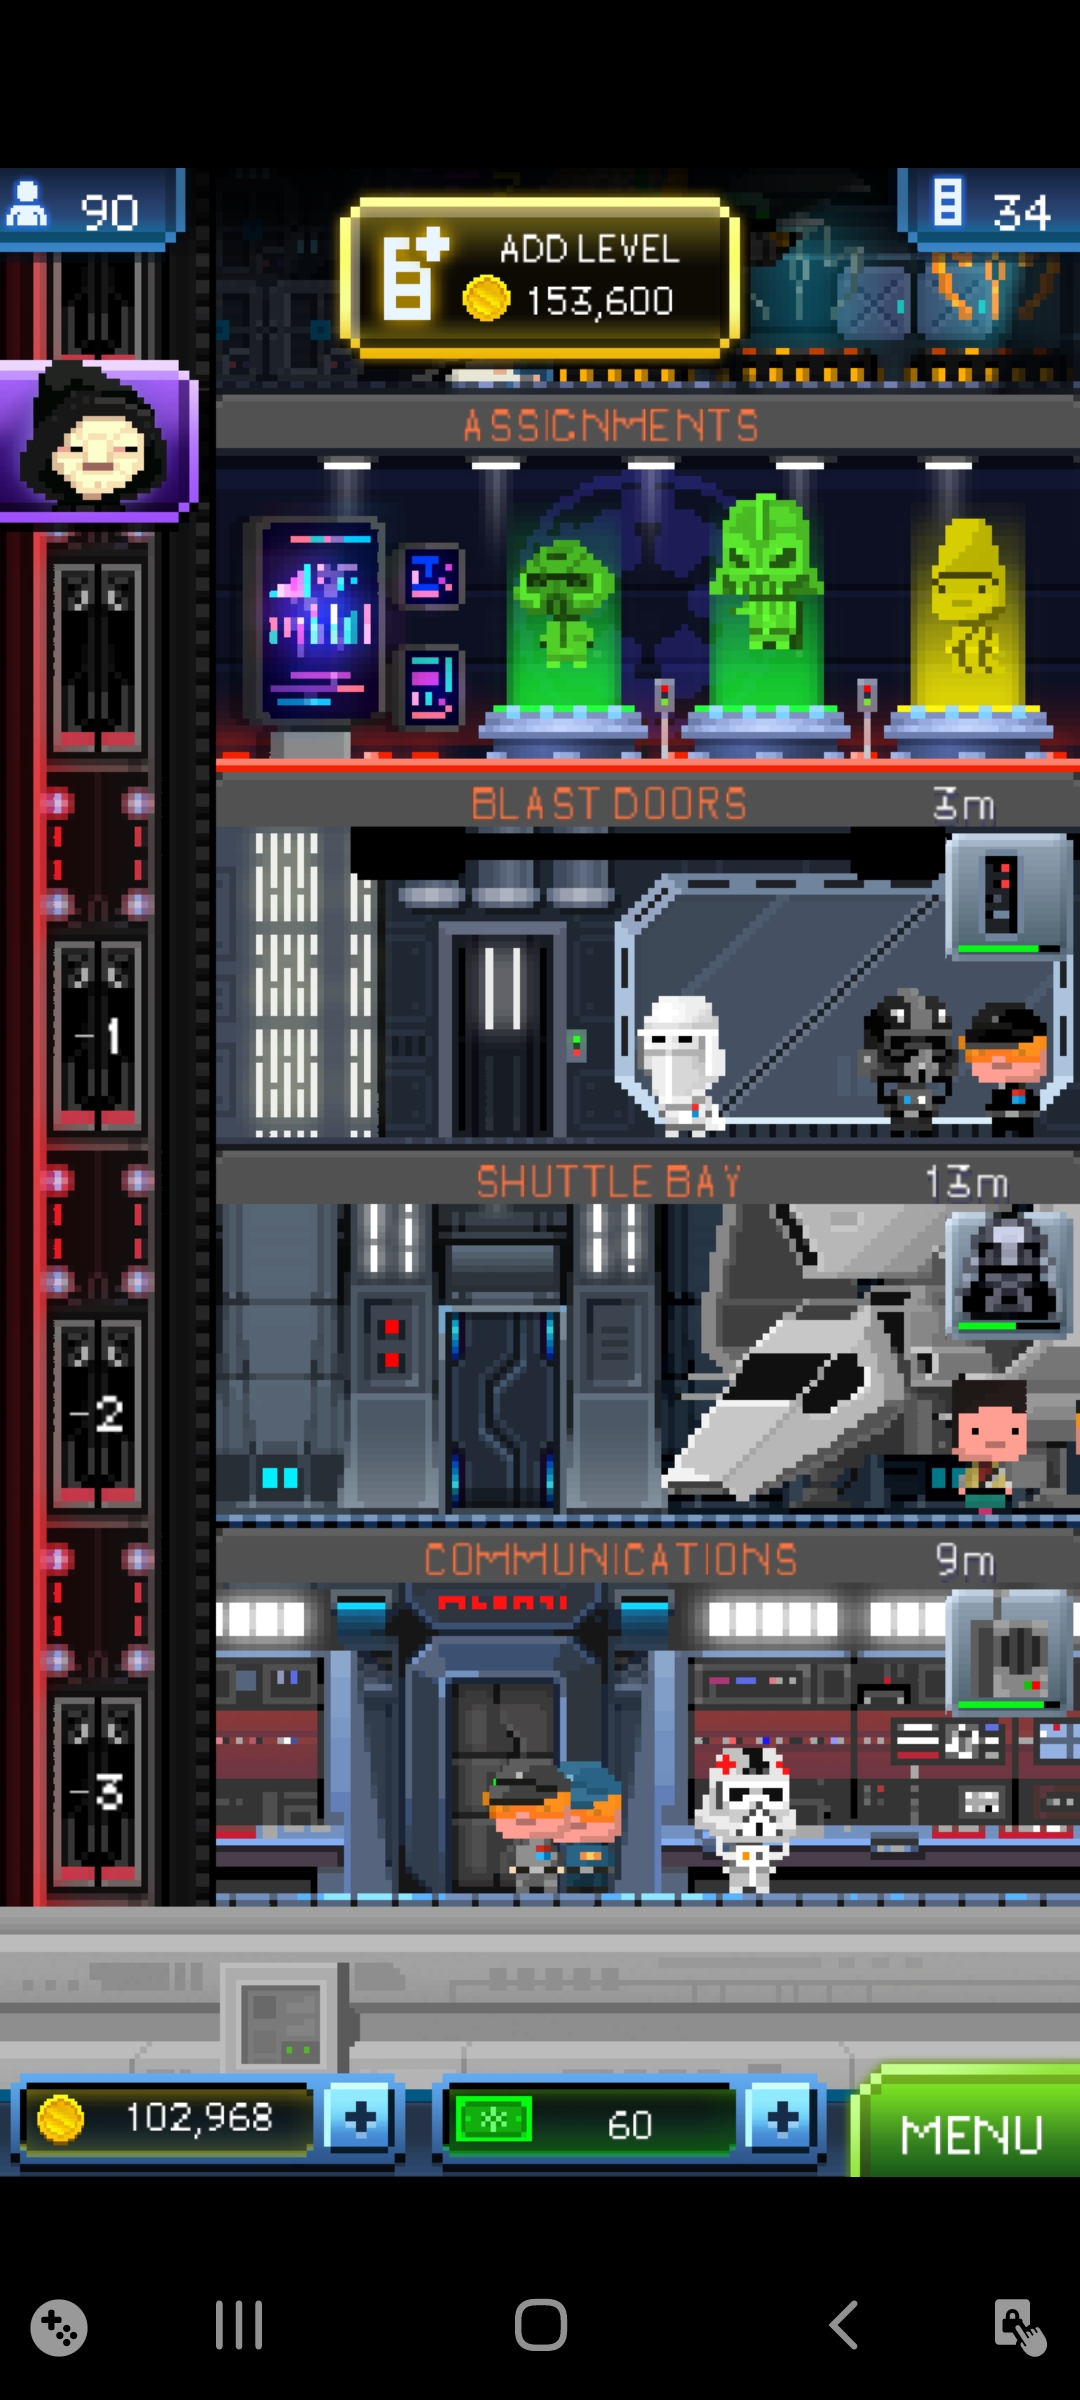 90
ADD LEVEL
153,600
34
ASSIGNMENTS
BLAST DOORS 3m
-1
SHUTTLE BAY 13m
-2
COMMUNICATIONS 9m
-3
102,968
60
MENU